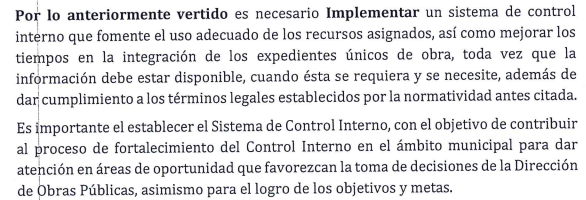 Por lo anteriormente vertido es necesario Implementar un sistema de control
interno que fomente el uso adecuado de los recursos asignados, así como mejorar los
tiempos en la integración de los expedientes únicos de obra, toda vez que la
información debe estar disponible, cuando ésta se requiera y se necesite, además de
dar cumplimiento a los términos legales establecidos por la normatividad antes citada.
Es importante el establecer el Sistema de Control Interno, con el objetivo de contribuir
al proceso de fortalecimiento del Control Interno en el ámbito municipal para dar
atención en áreas de oportunidad que favorezcan la toma de decisiones de la Dirección
de Obras Públicas, asimismo para el logro de los objetivos y metas.